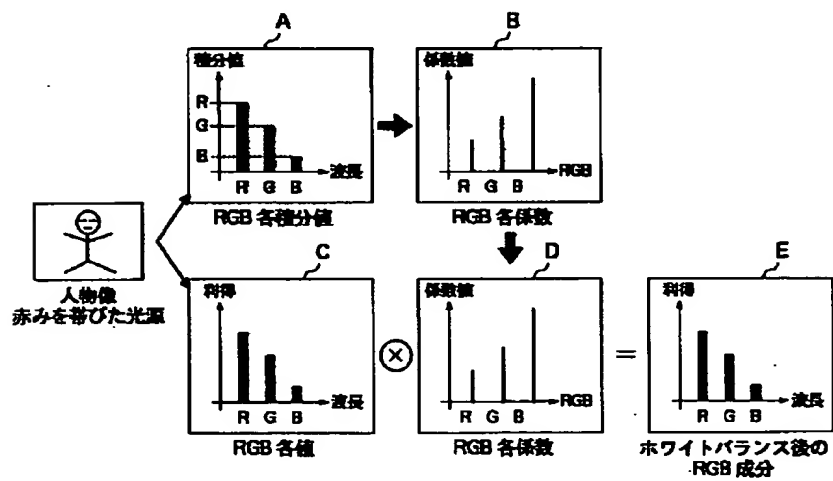 A
積分値
R
G
B
波長
R G B
RGB 各積分値
B
係数値
RGB
R G B
RGB 各係数
人物像
赤みを帯びた光源
C
利得
波長
R G B
RGB 各値
×
D
係数値
RGB
R G B
RGB 各係数
=
E
利得
波長
R G B
ホワイトバランス後の
RGB 成分